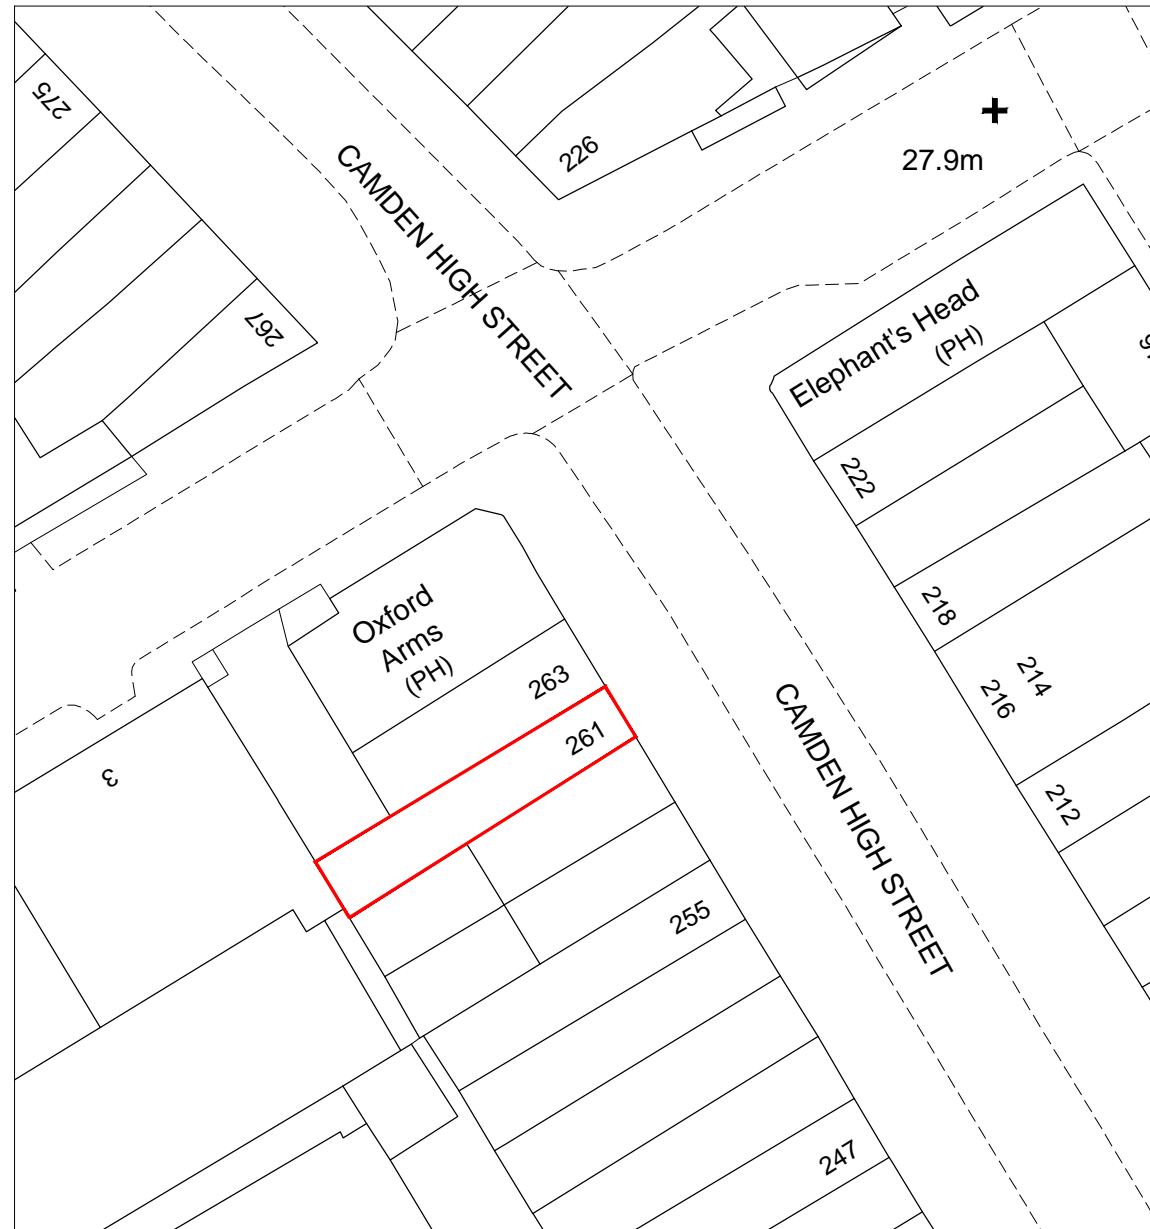 275
226
27.9m
CAMDEN HIGH STREET
267
Elephant's Head
(PH)
222
Oxford
Arms
(PH)
218
263
214
216
261
CAMDEN HIGH STREET
3
212
255
247